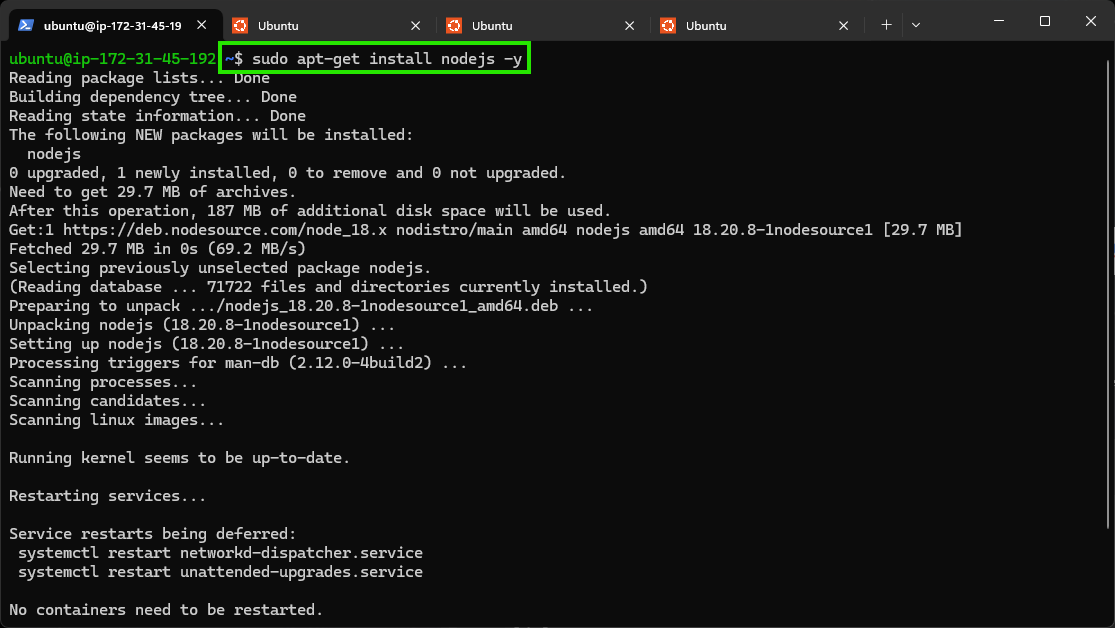 ubuntu@ip-172-31-45-19
Ubuntu
Ubuntu
Ubuntu
ubuntu@ip-172-31-45-192 ~$ sudo apt-get install nodejs -y
Reading package lists... Done
Building dependency tree... Done
Reading state information... Done
The following NEW packages will be installed:
  nodejs
0 upgraded, 1 newly installed, 0 to remove and 0 not upgraded.
Need to get 29.7 MB of archives.
After this operation, 187 MB of additional disk space will be used.
Get:1 https://deb.nodesource.com/node_18.x nodistro/main amd64 nodejs amd64 18.20.8-1nodesource1 [29.7 MB]
Fetched 29.7 MB in 0s (69.2 MB/s)
Selecting previously unselected package nodejs.
(Reading database ... 71722 files and directories currently installed.)
Preparing to unpack .../nodejs_18.20.8-1nodesource1_amd64.deb ...
Unpacking nodejs (18.20.8-1nodesource1) ...
Setting up nodejs (18.20.8-1nodesource1) ...
Processing triggers for man-db (2.12.0-4build2) ...
Scanning processes...
Scanning candidates...
Scanning linux images...
Running kernel seems to be up-to-date.
Restarting services...
Service restarts being deferred:
 systemctl restart networkd-dispatcher.service
 systemctl restart unattended-upgrades.service
No containers need to be restarted.